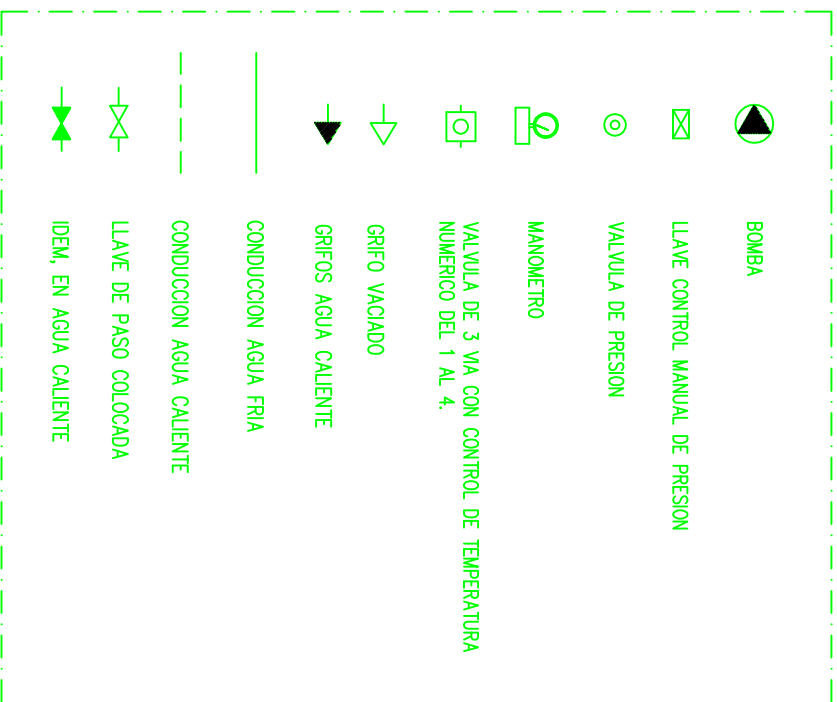 BOMBA
LLAVE CONTROL MANUAL DE PRESION
VALVULA DE PRESION
MANOMETRO
VALVULA DE 3 VIA CON CONTROL DE TEMPERATURA
NUMERICO DEL 1 AL 4.
GRIFO VACIADO
GRIFOS AGUA CALIENTE
CONDUCCION AGUA FRIA
CONDUCCION AGUA CALIENTE
LLAVE DE PASO COLOCADA
IDEM, EN AGUA CALIENTE